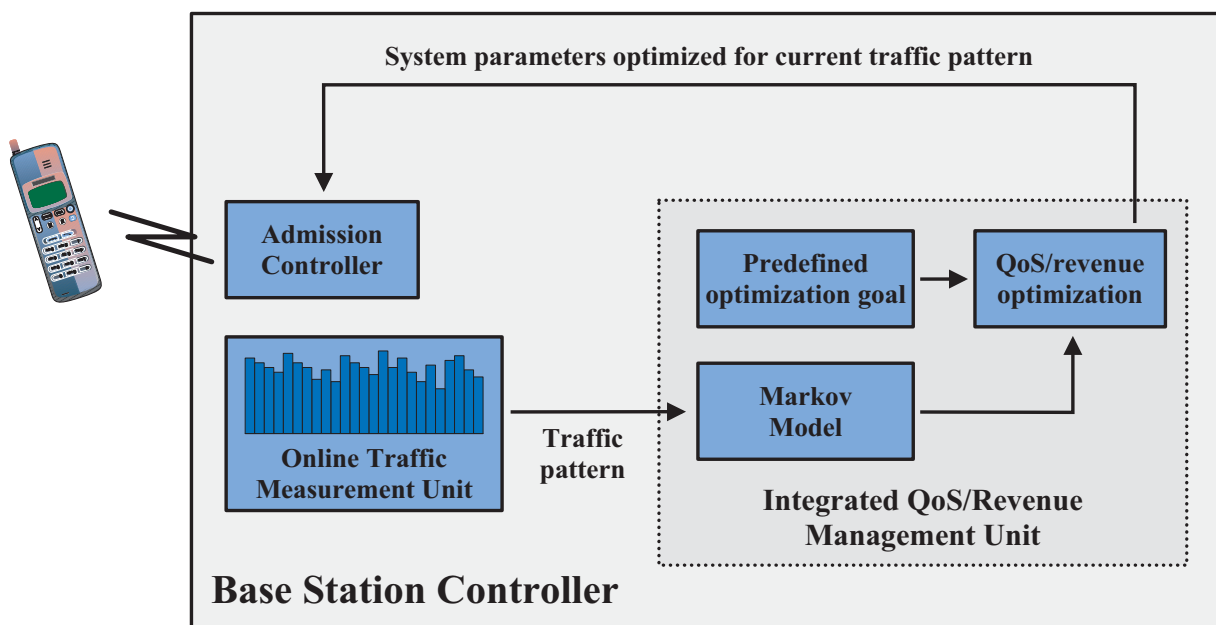 System parameters optimized for current traffic pattern
Admission
Controller
Predefined
optimization goal
QoS/revenue
optimization
Markov
Model
Traffic
pattern
Online Traffic
Measurement Unit
Integrated QoS/Revenue
Management Unit
Base Station Controller